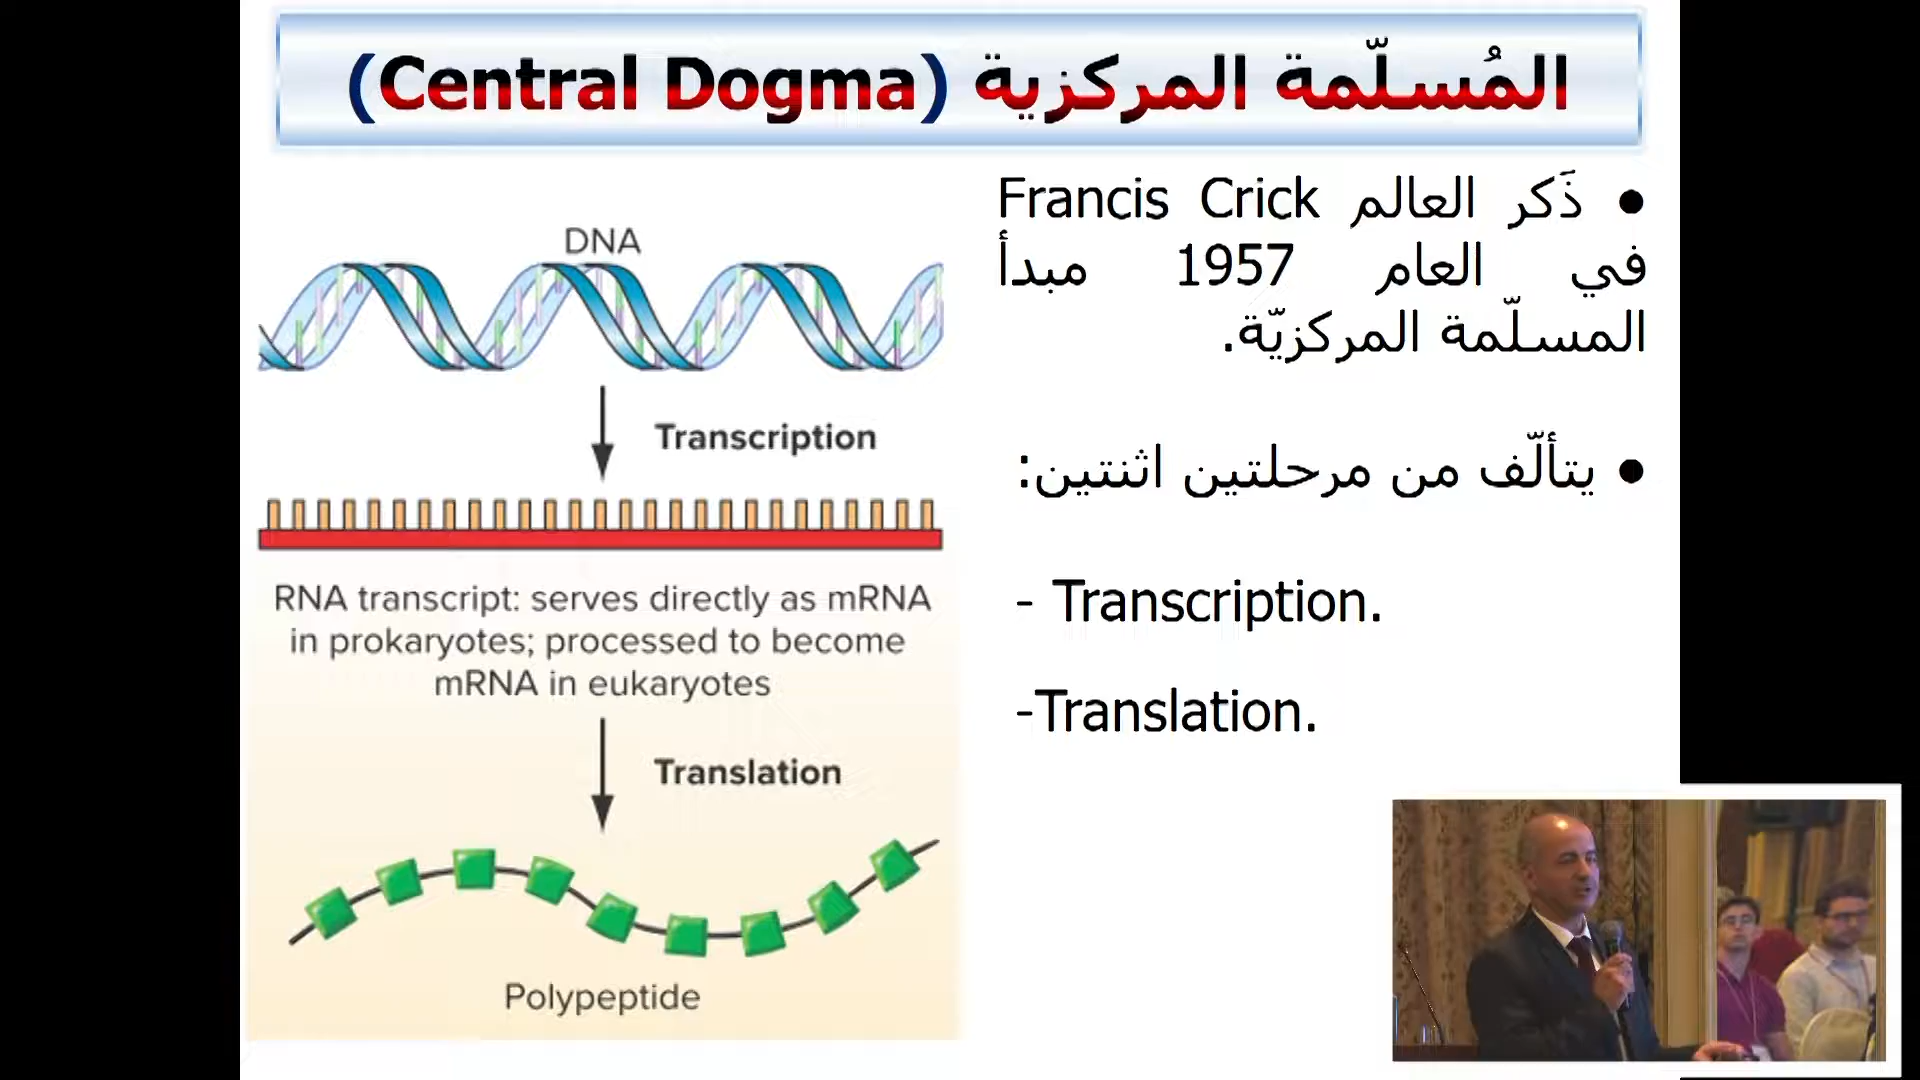 المُسلّمة المركزية (Central Dogma)
• ذَكر العالم Francis Crick
في العام 1957 مبدأ
المسلّمة المركزيّة.
• يتألّف من مرحلتين اثنتين:
- Transcription.
-Translation.
DNA
Transcription
RNA transcript: serves directly as mRNA
in prokaryotes; processed to become
mRNA in eukaryotes
Translation
Polypeptide